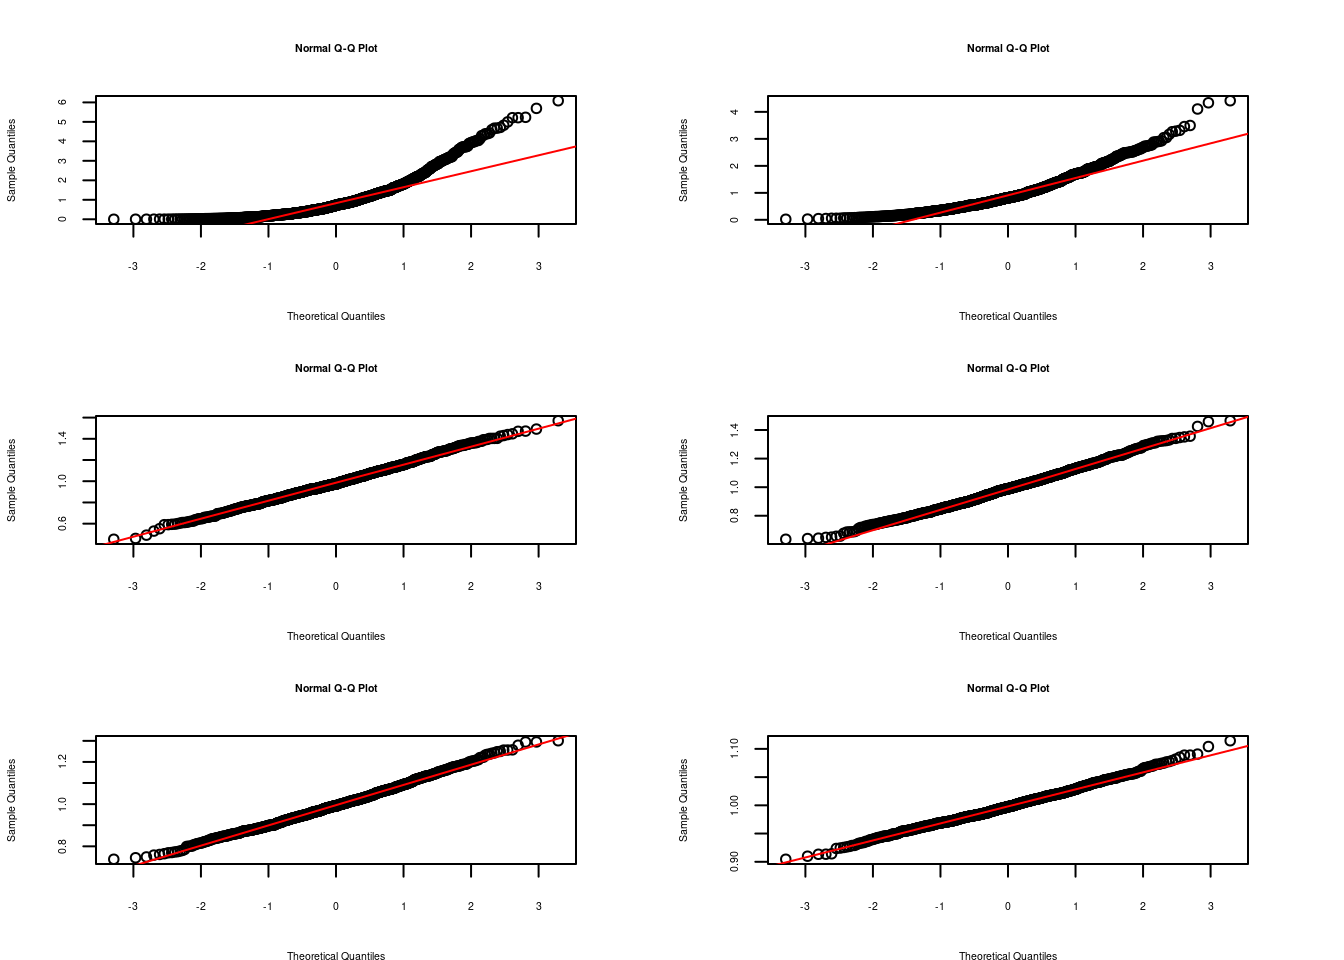 Normal Q-Q Plot
Sample Quantiles
0 1 2 3 4 5 6
-3 -2 -1 0 1 2 3
Theoretical Quantiles
Normal Q-Q Plot
Sample Quantiles
0 1 2 3 4
-3 -2 -1 0 1 2 3
Theoretical Quantiles
Normal Q-Q Plot
Sample Quantiles
0.6 1.0 1.4
-3 -2 -1 0 1 2 3
Theoretical Quantiles
Normal Q-Q Plot
Sample Quantiles
0.8 1.0 1.2 1.4
-3 -2 -1 0 1 2 3
Theoretical Quantiles
Normal Q-Q Plot
Sample Quantiles
0.8 1.0 1.2
-3 -2 -1 0 1 2 3
Theoretical Quantiles
Normal Q-Q Plot
Sample Quantiles
0.90 1.00 1.10
-3 -2 -1 0 1 2 3
Theoretical Quantiles